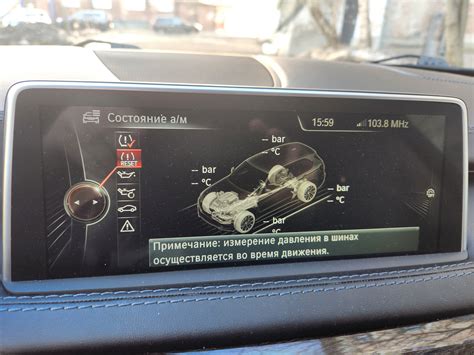 Состояние а/м
15:59
103.8 MHz
-- bar
-- °C
-- bar
-- °C
RESET
-- bar
-- °C
-- bar
-- °C
Примечание: измерение давления в шинах
осуществляется во время движения.